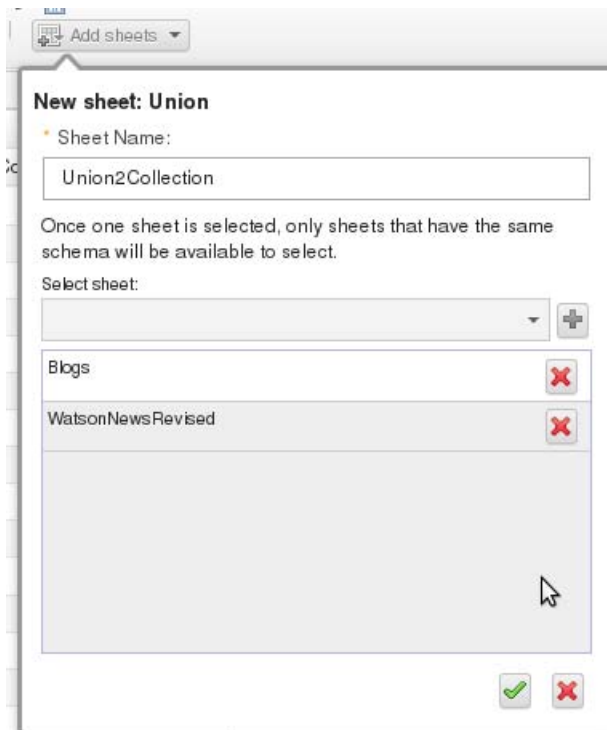 Add sheets
New sheet: Union
* Sheet Name:
Union2Collection
Once one sheet is selected, only sheets that have the same
schema will be available to select.
Select sheet:
Blogs
WatsonNewsRevised